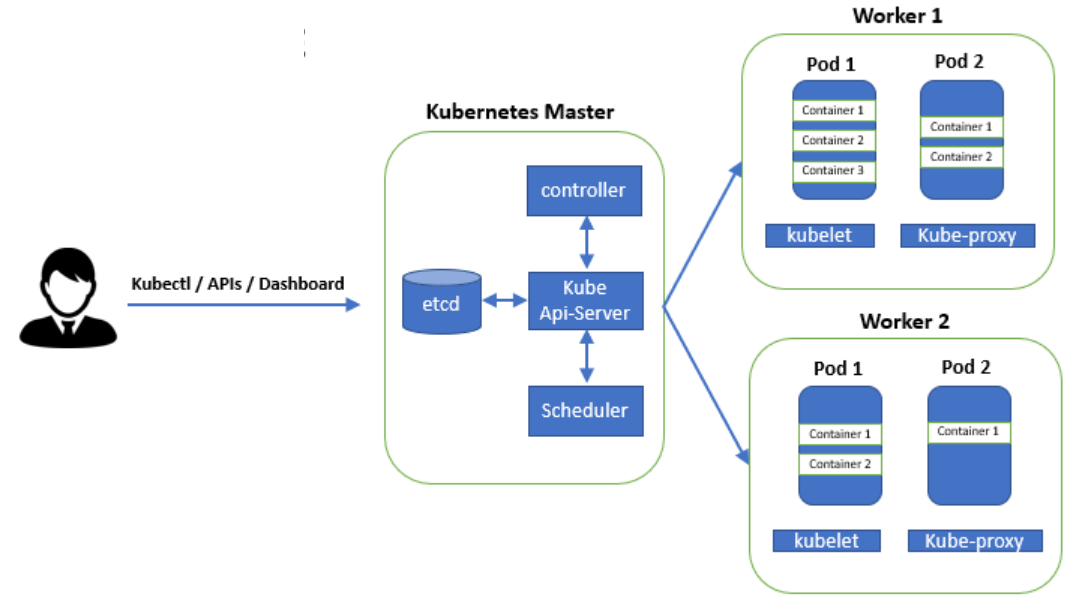 Kubectl / APIs / Dashboard
Kubernetes Master
controller
etcd
Kube
Api-Server
Scheduler
Worker 1
Pod 1
Container 1
Container 2
Container 3
Pod 2
Container 1
Container 2
kubelet
Kube-proxy
Worker 2
Pod 1
Container 1
Container 2
Pod 2
Container 1
kubelet
Kube-proxy